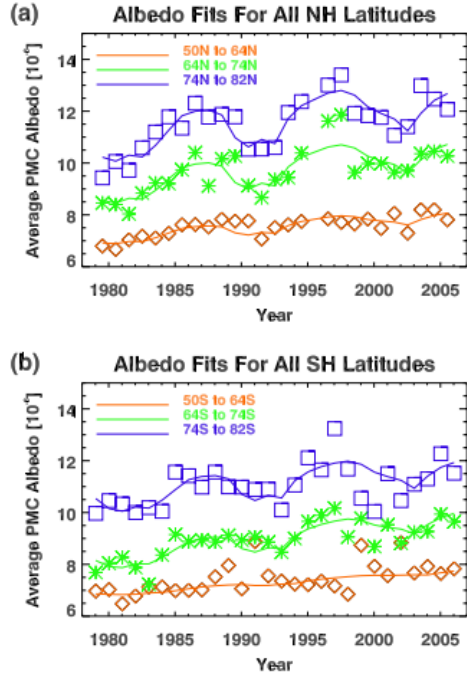 (a) Albedo Fits For All NH Latitudes
Average PMC Albedo [10⁻⁶]
14
12
10
8
6
50N to 64N
64N to 74N
74N to 82N
1980 1985 1990 1995 2000 2005
Year
(b) Albedo Fits For All SH Latitudes
Average PMC Albedo [10⁻⁶]
14
12
10
8
6
50S to 64S
64S to 74S
74S to 82S
1980 1985 1990 1995 2000 2005
Year